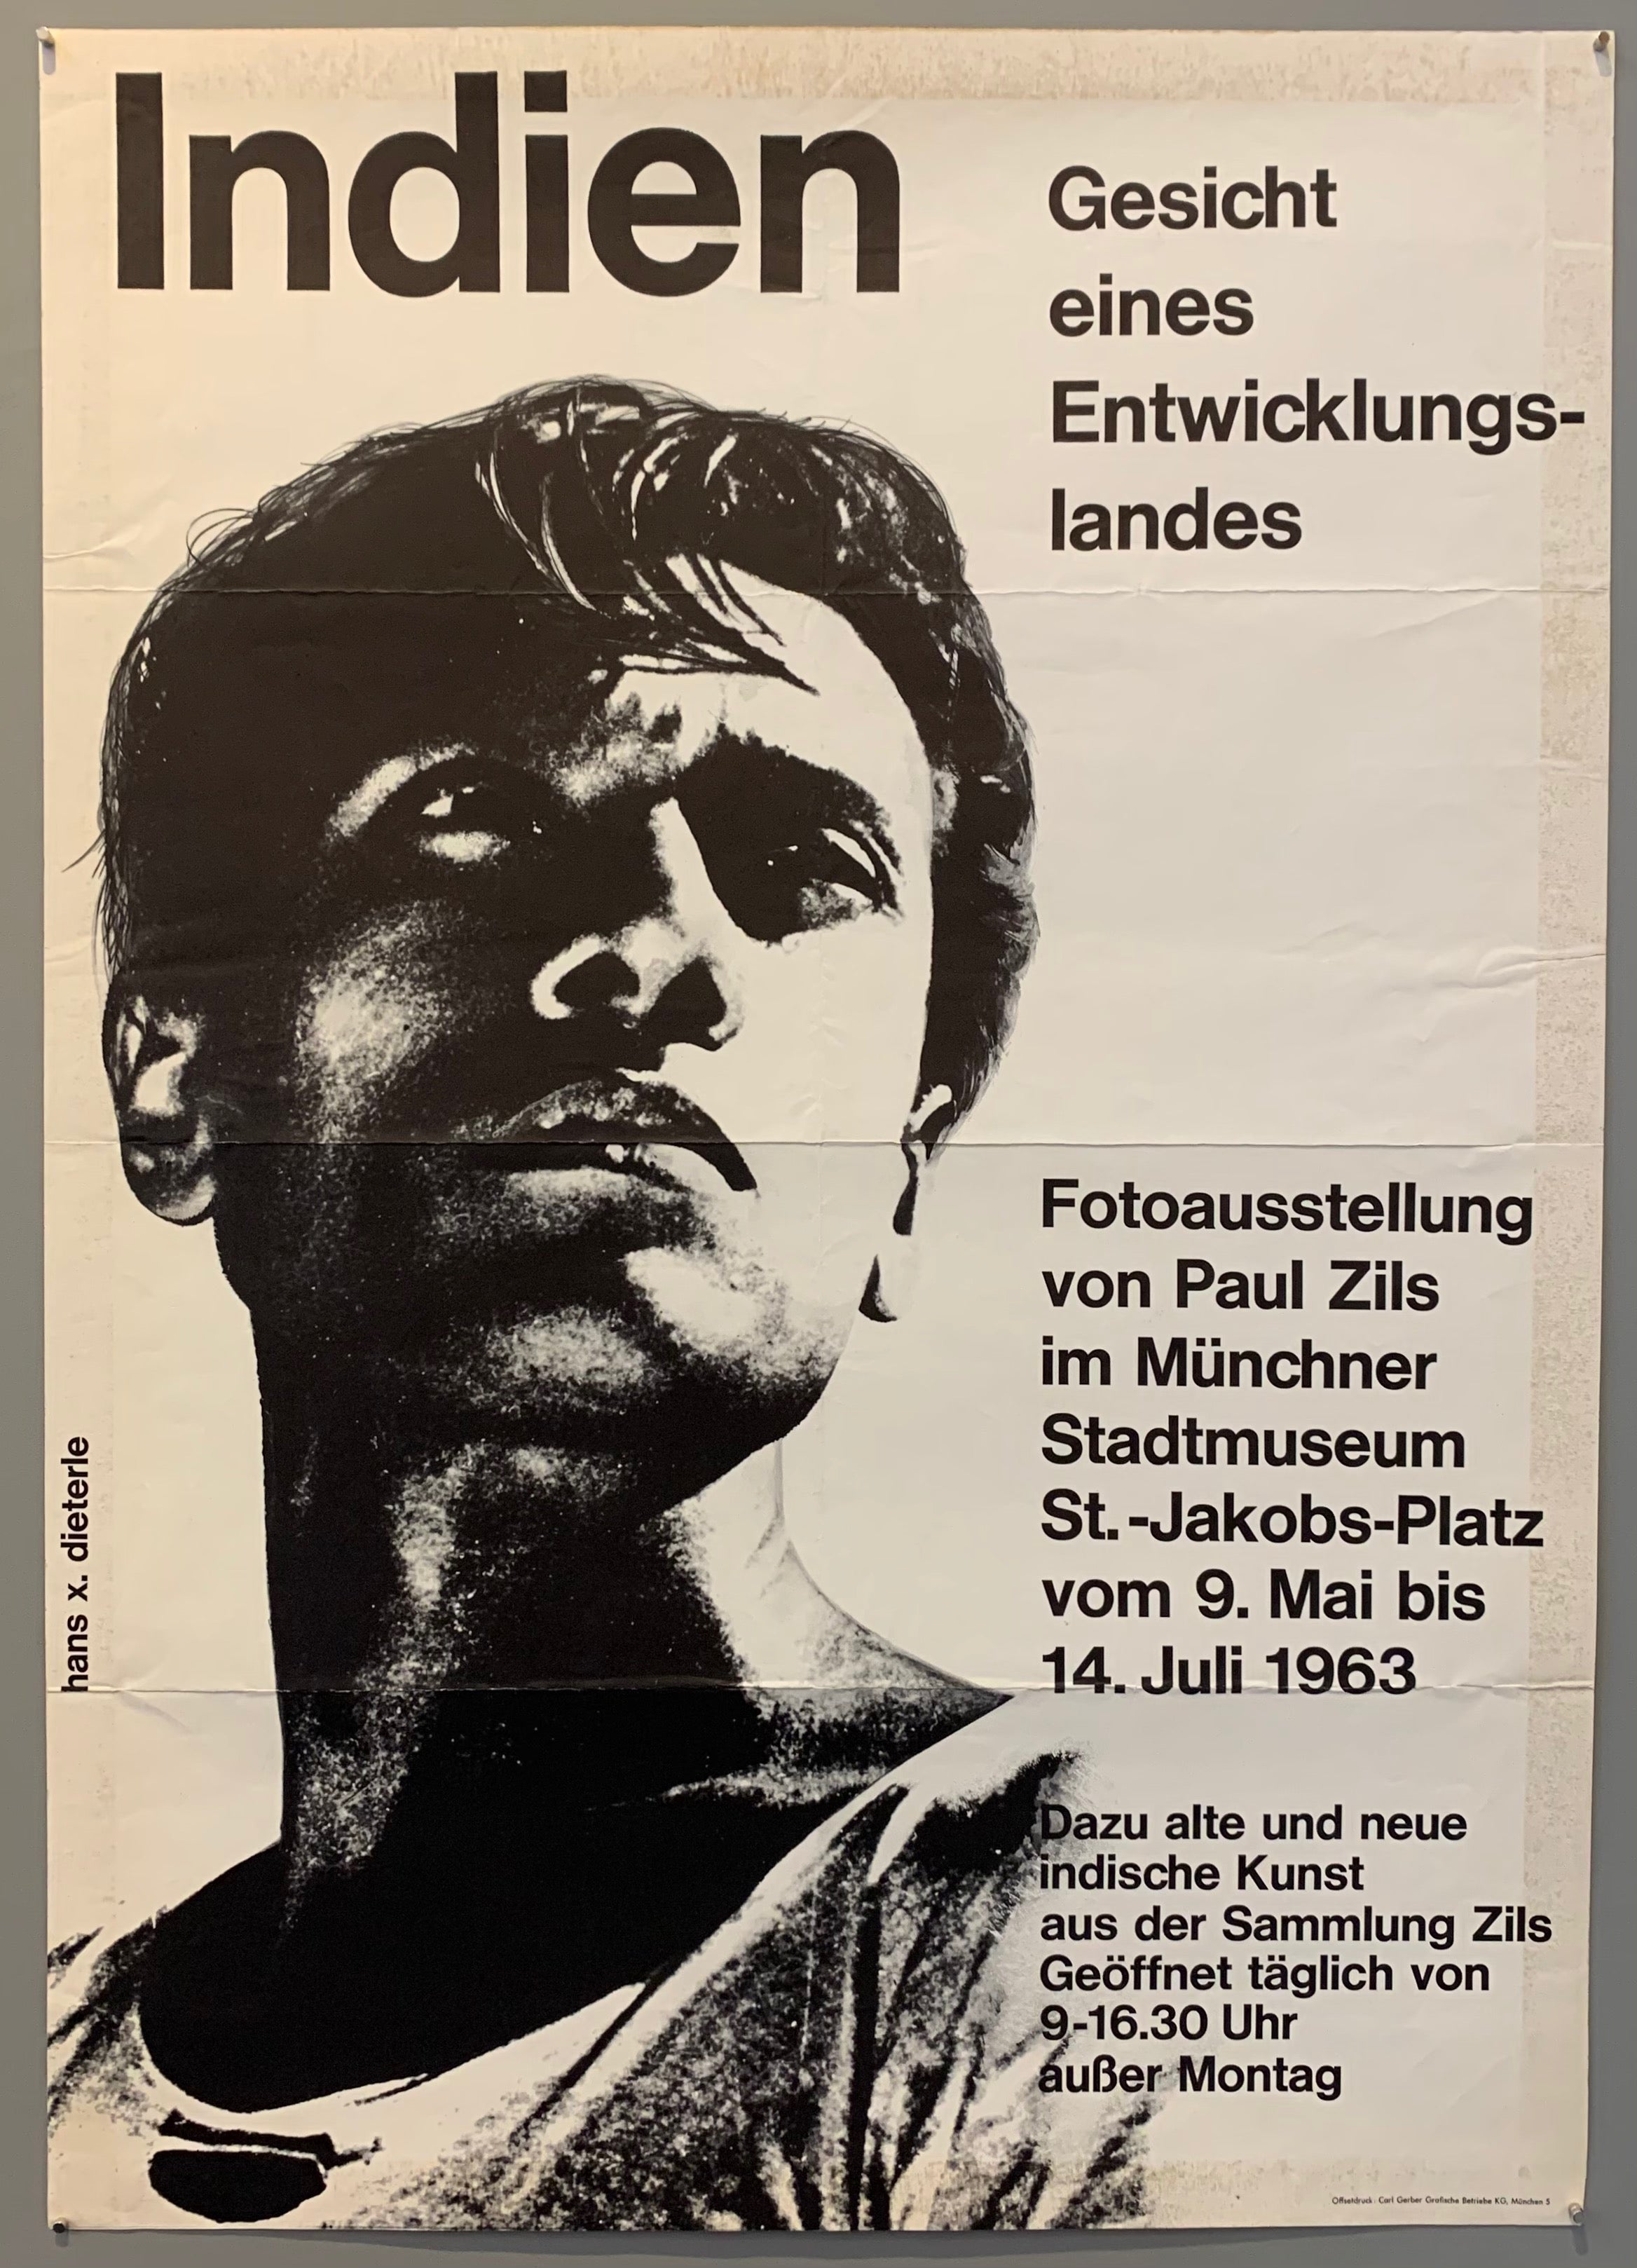 Indien
Gesicht
eines
Entwicklungs-
landes
Fotoausstellung
von Paul Zils
im Münchner
Stadtmuseum
St.-Jakobs-Platz
vom 9. Mai bis
14. Juli 1963
Dazu alte und neue
indische Kunst
aus der Sammlung Zils
Geöffnet täglich von
9-16.30 Uhr
außer Montag
hans x. dieterle
Offsetdruck: Carl Gerber Grafische Betriebe KG, München 5